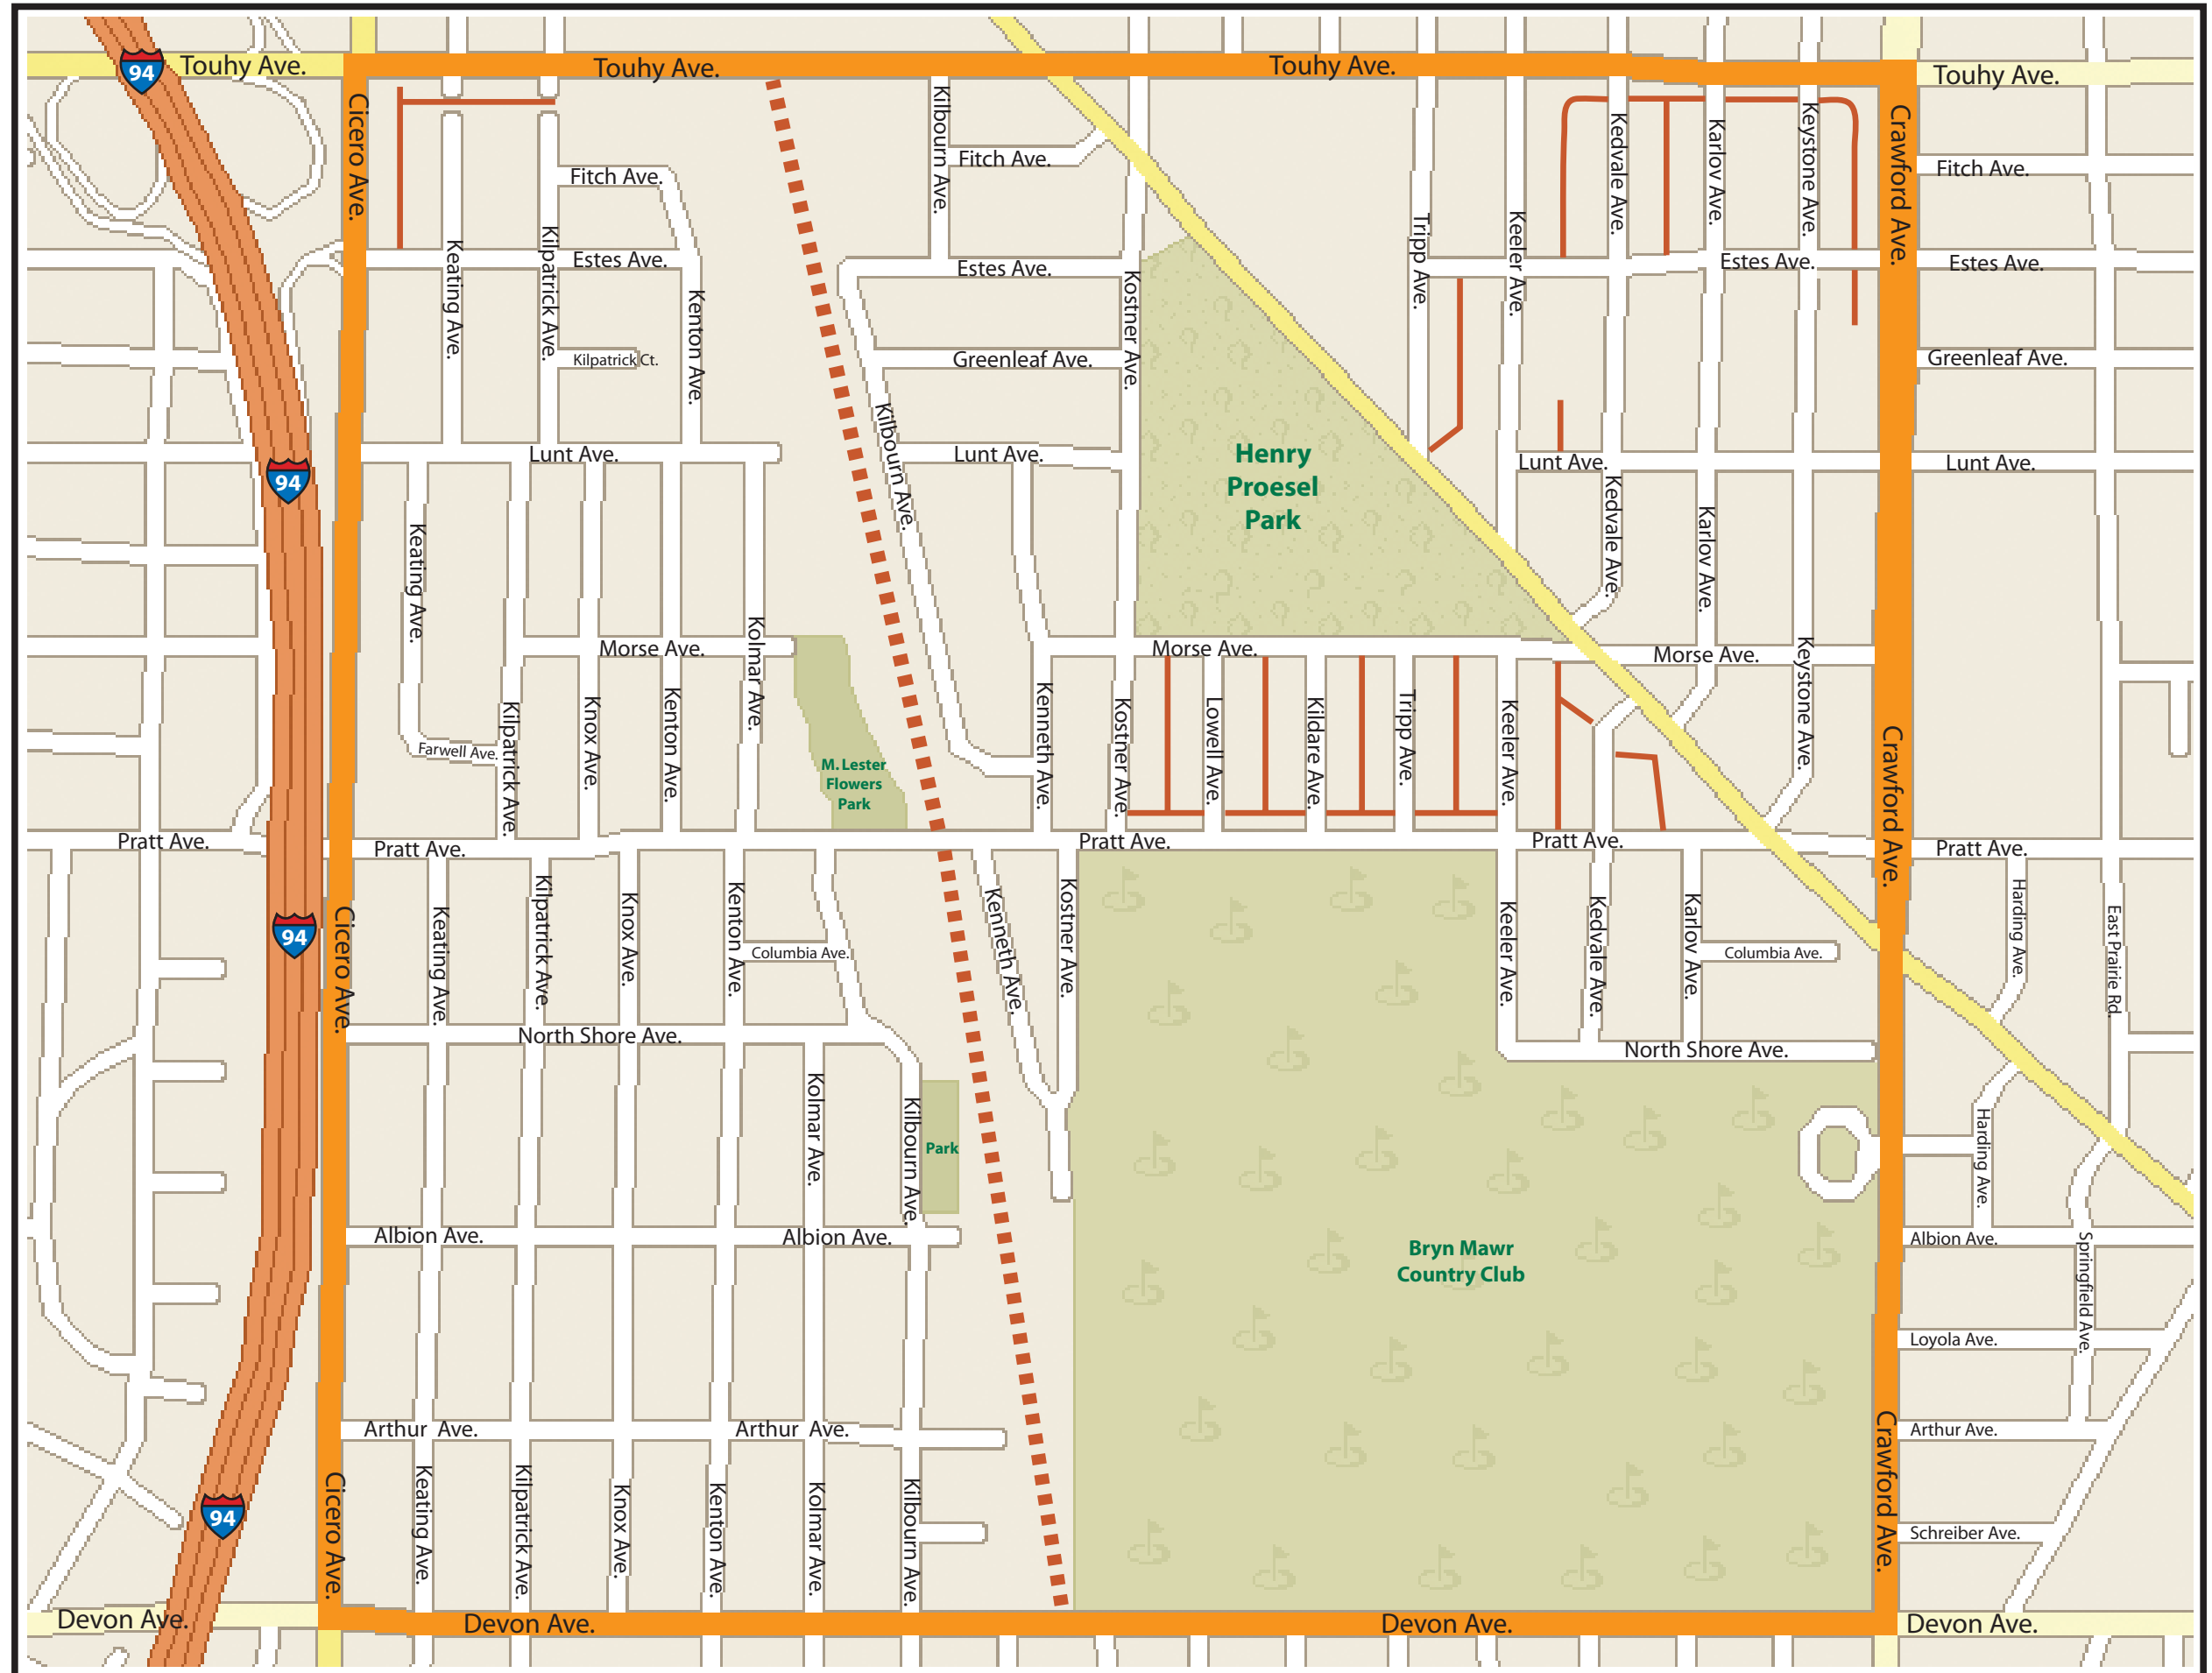 94
Touhy Ave.
Touhy Ave.
Touhy Ave.
Touhy Ave.
Cicero Ave.
Kilbourn Ave.
Crawford Ave.
Kedvale Ave.
Karlov Ave.
Keystone Ave.
Fitch Ave.
Fitch Ave.
Fitch Ave.
Keating Ave.
Kilpatrick Ave.
Estes Ave.
Estes Ave.
Estes Ave.
Estes Ave.
Tripp Ave.
Keeler Ave.
Kenton Ave.
Kostner Ave.
Kilpatrick Ct.
Greenleaf Ave.
Greenleaf Ave.
Kilbourn Ave.
Lunt Ave.
Lunt Ave.
Lunt Ave.
Lunt Ave.
Henry
Proesel
Park
94
Keating Ave.
Kedvale Ave.
Karlov Ave.
Kolmar Ave.
Morse Ave.
Morse Ave.
Morse Ave.
Keystone Ave.
Kilpatrick Ave.
Knox Ave.
Kenton Ave.
Kenneth Ave.
Kostner Ave.
Lowell Ave.
Kildare Ave.
Tripp Ave.
Keeler Ave.
Crawford Ave.
Farwell Ave.
M. Lester
Flowers
Park
Pratt Ave.
Pratt Ave.
Pratt Ave.
Pratt Ave.
Pratt Ave.
94
Cicero Ave.
Keating Ave.
Kilpatrick Ave.
Knox Ave.
Kenton Ave.
Columbia Ave.
Kenneth Ave.
Kostner Ave.
Keeler Ave.
Kedvale Ave.
Karlov Ave.
Columbia Ave.
Harding Ave.
East Prairie Rd.
North Shore Ave.
North Shore Ave.
Kolmar Ave.
Kilbourn Ave.
Park
Harding Ave.
Albion Ave.
Albion Ave.
Albion Ave.
Bryn Mawr
Country Club
Springfield Ave.
Loyola Ave.
Arthur Ave.
Arthur Ave.
Arthur Ave.
Crawford Ave.
94
Cicero Ave.
Keating Ave.
Kilpatrick Ave.
Knox Ave.
Kenton Ave.
Kolmar Ave.
Kilbourn Ave.
Schreiber Ave.
Devon Ave.
Devon Ave.
Devon Ave.
Devon Ave.